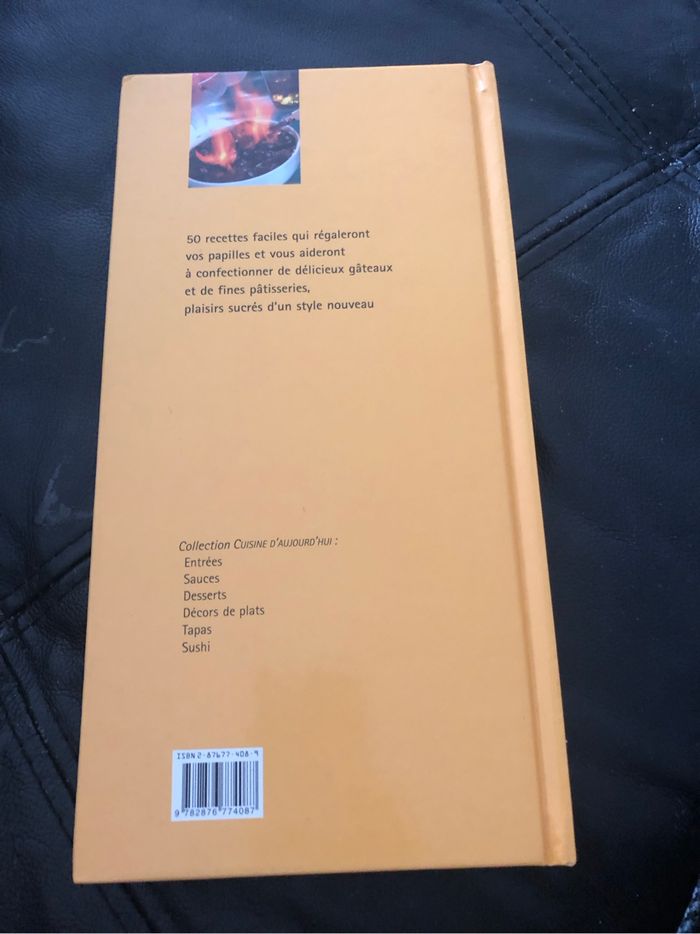 50 recettes faciles qui régaleront
vos papilles et vous aideront
à confectionner de délicieux gâteaux
et de fines pâtisseries,
plaisirs sucrés d'un style nouveau
Collection CUISINE D'AUJOURD'HUI :
Entrées
Sauces
Desserts
Décors de plats
Tapas
Sushi
ISBN 2-87677-408-9
9 782876 774087